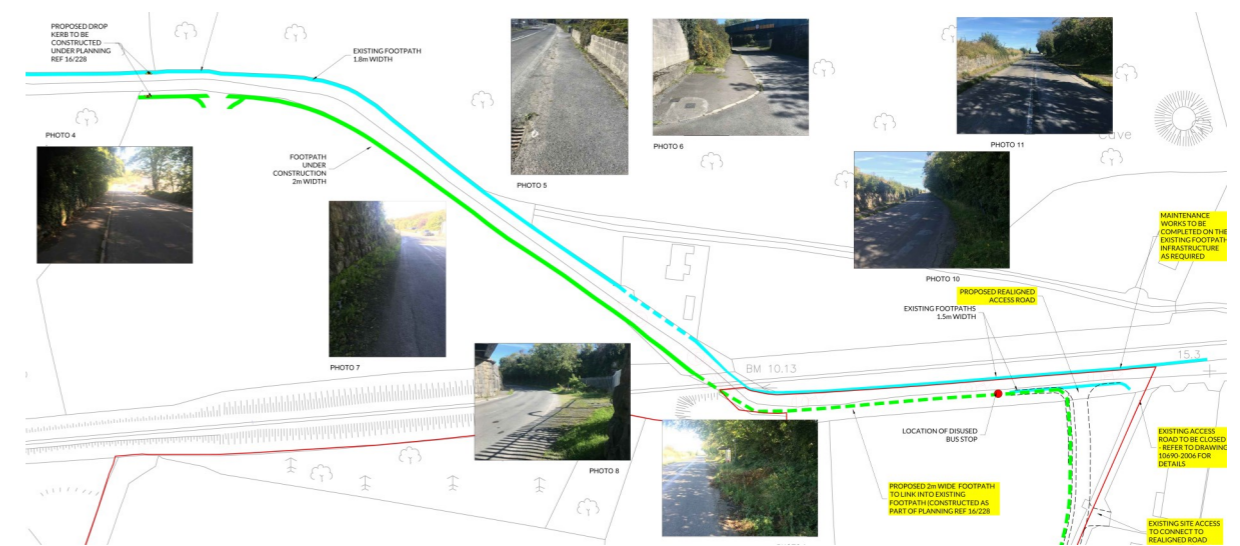 PROPOSED DROP
KERB TO BE
CONSTRUCTED
UNDER PLANNING
REF 16/228
EXISTING FOOTPATH
1.8m WIDTH
PHOTO 4
FOOTPATH
UNDER
CONSTRUCTION
2m WIDTH
PHOTO 5
PHOTO 6
PHOTO 11
Cave
PHOTO 10
PHOTO 7
PHOTO 8
MAINTENANCE
WORKS TO BE
COMPLETED ON THE
EXISTING FOOTPATH
INFRASTRUCTURE
AS REQUIRED
PROPOSED REALIGNED
ACCESS ROAD
EXISTING FOOTPATHS
1.5m WIDTH
BM 10.13
15.3
LOCATION OF DISUSED
BUS STOP
PROPOSED 2m WIDE FOOTPATH
TO LINK INTO EXISTING
FOOTPATH (CONSTRUCTED AS
PART OF PLANNING REF 16/228
EXISTING ACCESS
ROAD TO BE CLOSED
- REFER TO DRAWING
10690-2006 FOR
DETAILS
EXISTING SITE ACCESS
TO CONNECT TO
REALIGNED ROAD